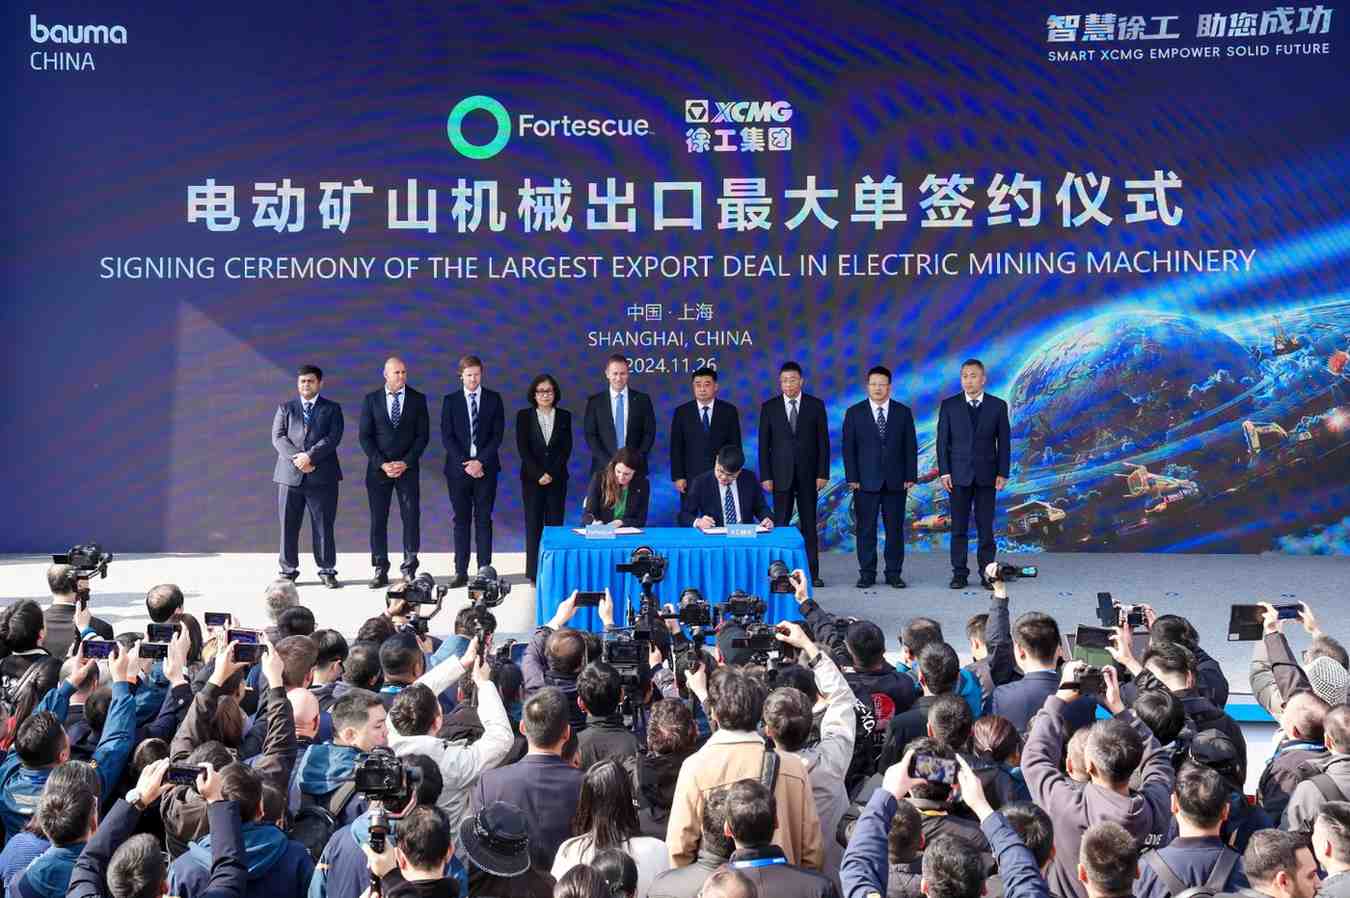 bauma
CHINA
智慧徐工 助您成功
SMART XCMG EMPOWER SOLID FUTURE
Fortescue
XCMG
徐工集团
电动矿山机械出口最大单签约仪式
SIGNING CEREMONY OF THE LARGEST EXPORT DEAL IN ELECTRIC MINING MACHINERY
中国·上海
SHANGHAI, CHINA
2024.11.26
Fortescue